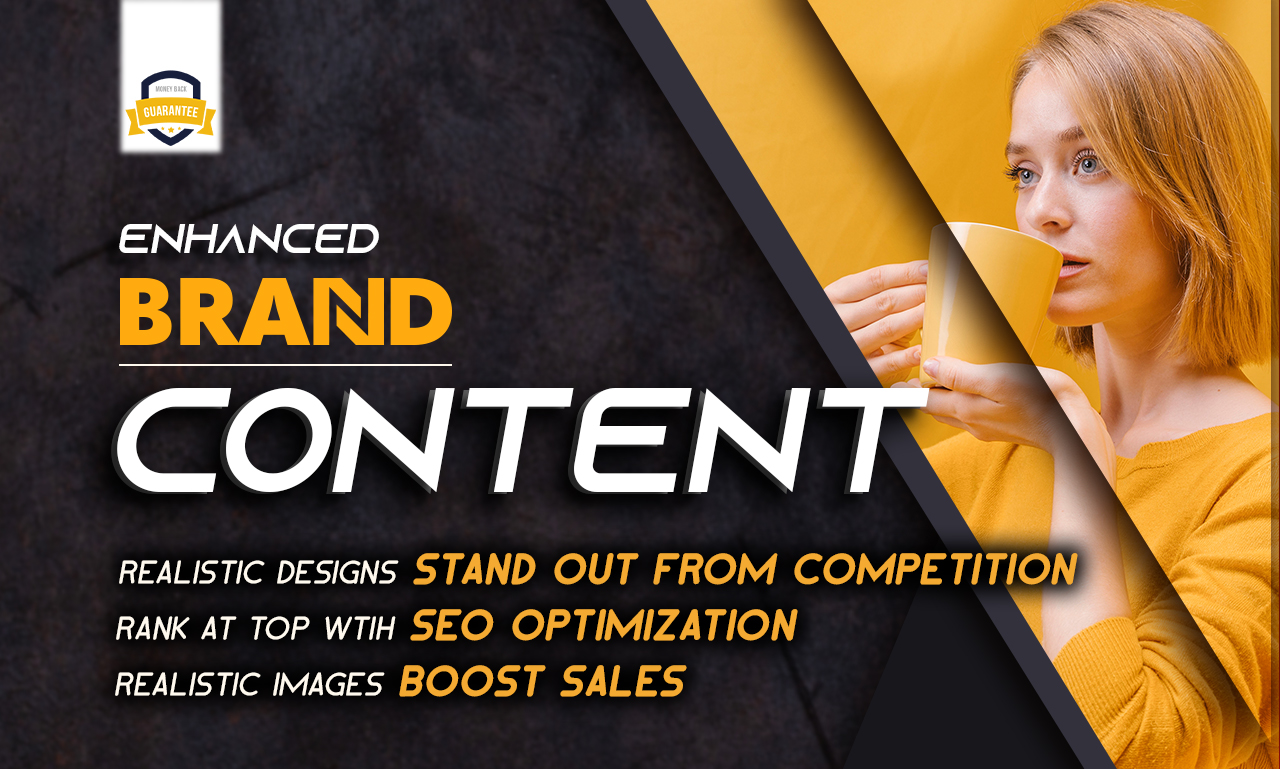 MONEY BACK
GUARANTEE
ENHANCED
BRAND
CONTENT
REALISTIC DESIGNS STAND OUT FROM COMPETITION
RANK AT TOP WTIH SEO OPTIMIZATION
REALISTIC IMAGES BOOST SALES